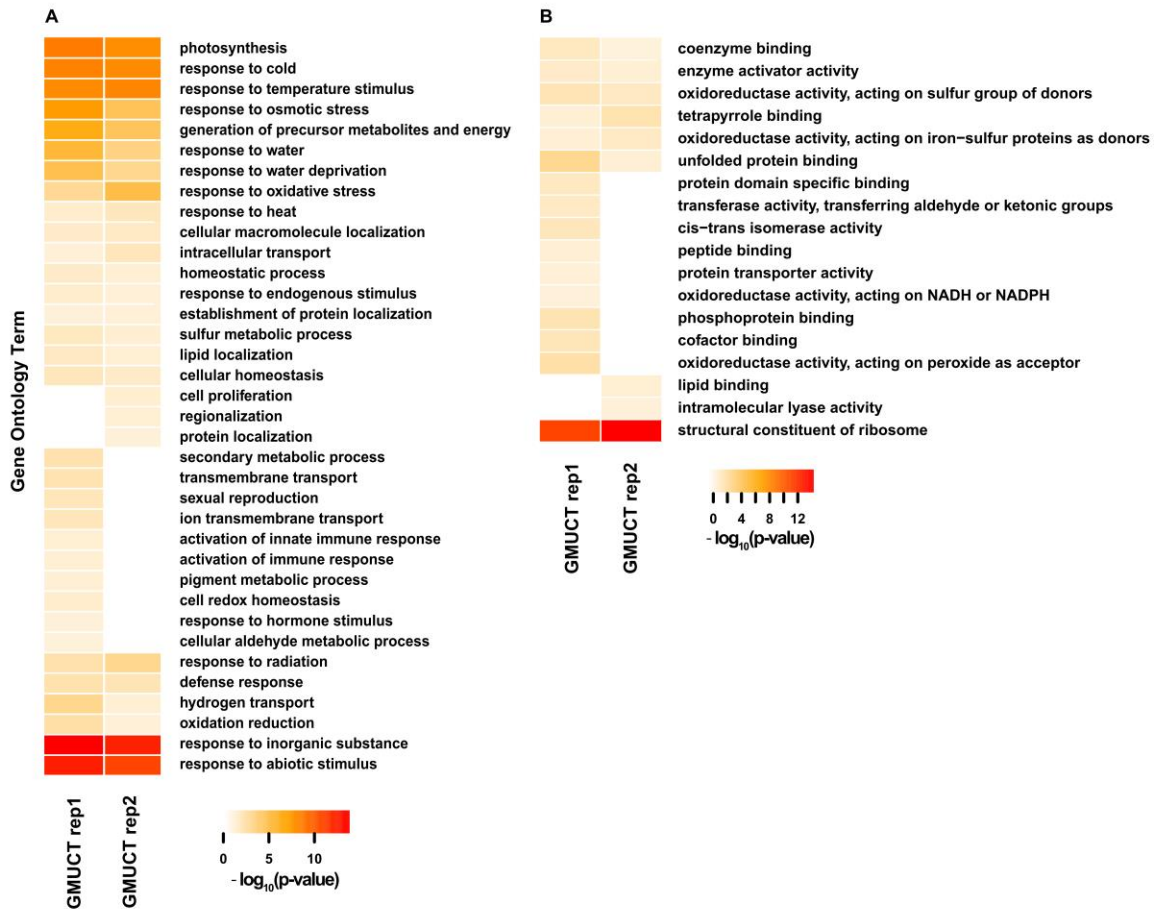 A
photosynthesis
response to cold
response to temperature stimulus
response to osmotic stress
generation of precursor metabolites and energy
response to water
response to water deprivation
response to oxidative stress
response to heat
cellular macromolecule localization
intracellular transport
homeostatic process
response to endogenous stimulus
establishment of protein localization
sulfur metabolic process
lipid localization
cellular homeostasis
cell proliferation
regionalization
protein localization
secondary metabolic process
transmembrane transport
sexual reproduction
ion transmembrane transport
activation of innate immune response
activation of immune response
pigment metabolic process
cell redox homeostasis
response to hormone stimulus
cellular aldehyde metabolic process
response to radiation
defense response
hydrogen transport
oxidation reduction
response to inorganic substance
response to abiotic stimulus
Gene Ontology Term
GMUCT rep1
GMUCT rep2
0 5 10
- log10(p-value)
B
coenzyme binding
enzyme activator activity
oxidoreductase activity, acting on sulfur group of donors
tetrapyrrole binding
oxidoreductase activity, acting on iron−sulfur proteins as donors
unfolded protein binding
protein domain specific binding
transferase activity, transferring aldehyde or ketonic groups
cis−trans isomerase activity
peptide binding
protein transporter activity
oxidoreductase activity, acting on NADH or NADPH
phosphoprotein binding
cofactor binding
oxidoreductase activity, acting on peroxide as acceptor
lipid binding
intramolecular lyase activity
structural constituent of ribosome
GMUCT rep1
GMUCT rep2
0 4 8 12
- log10(p-value)